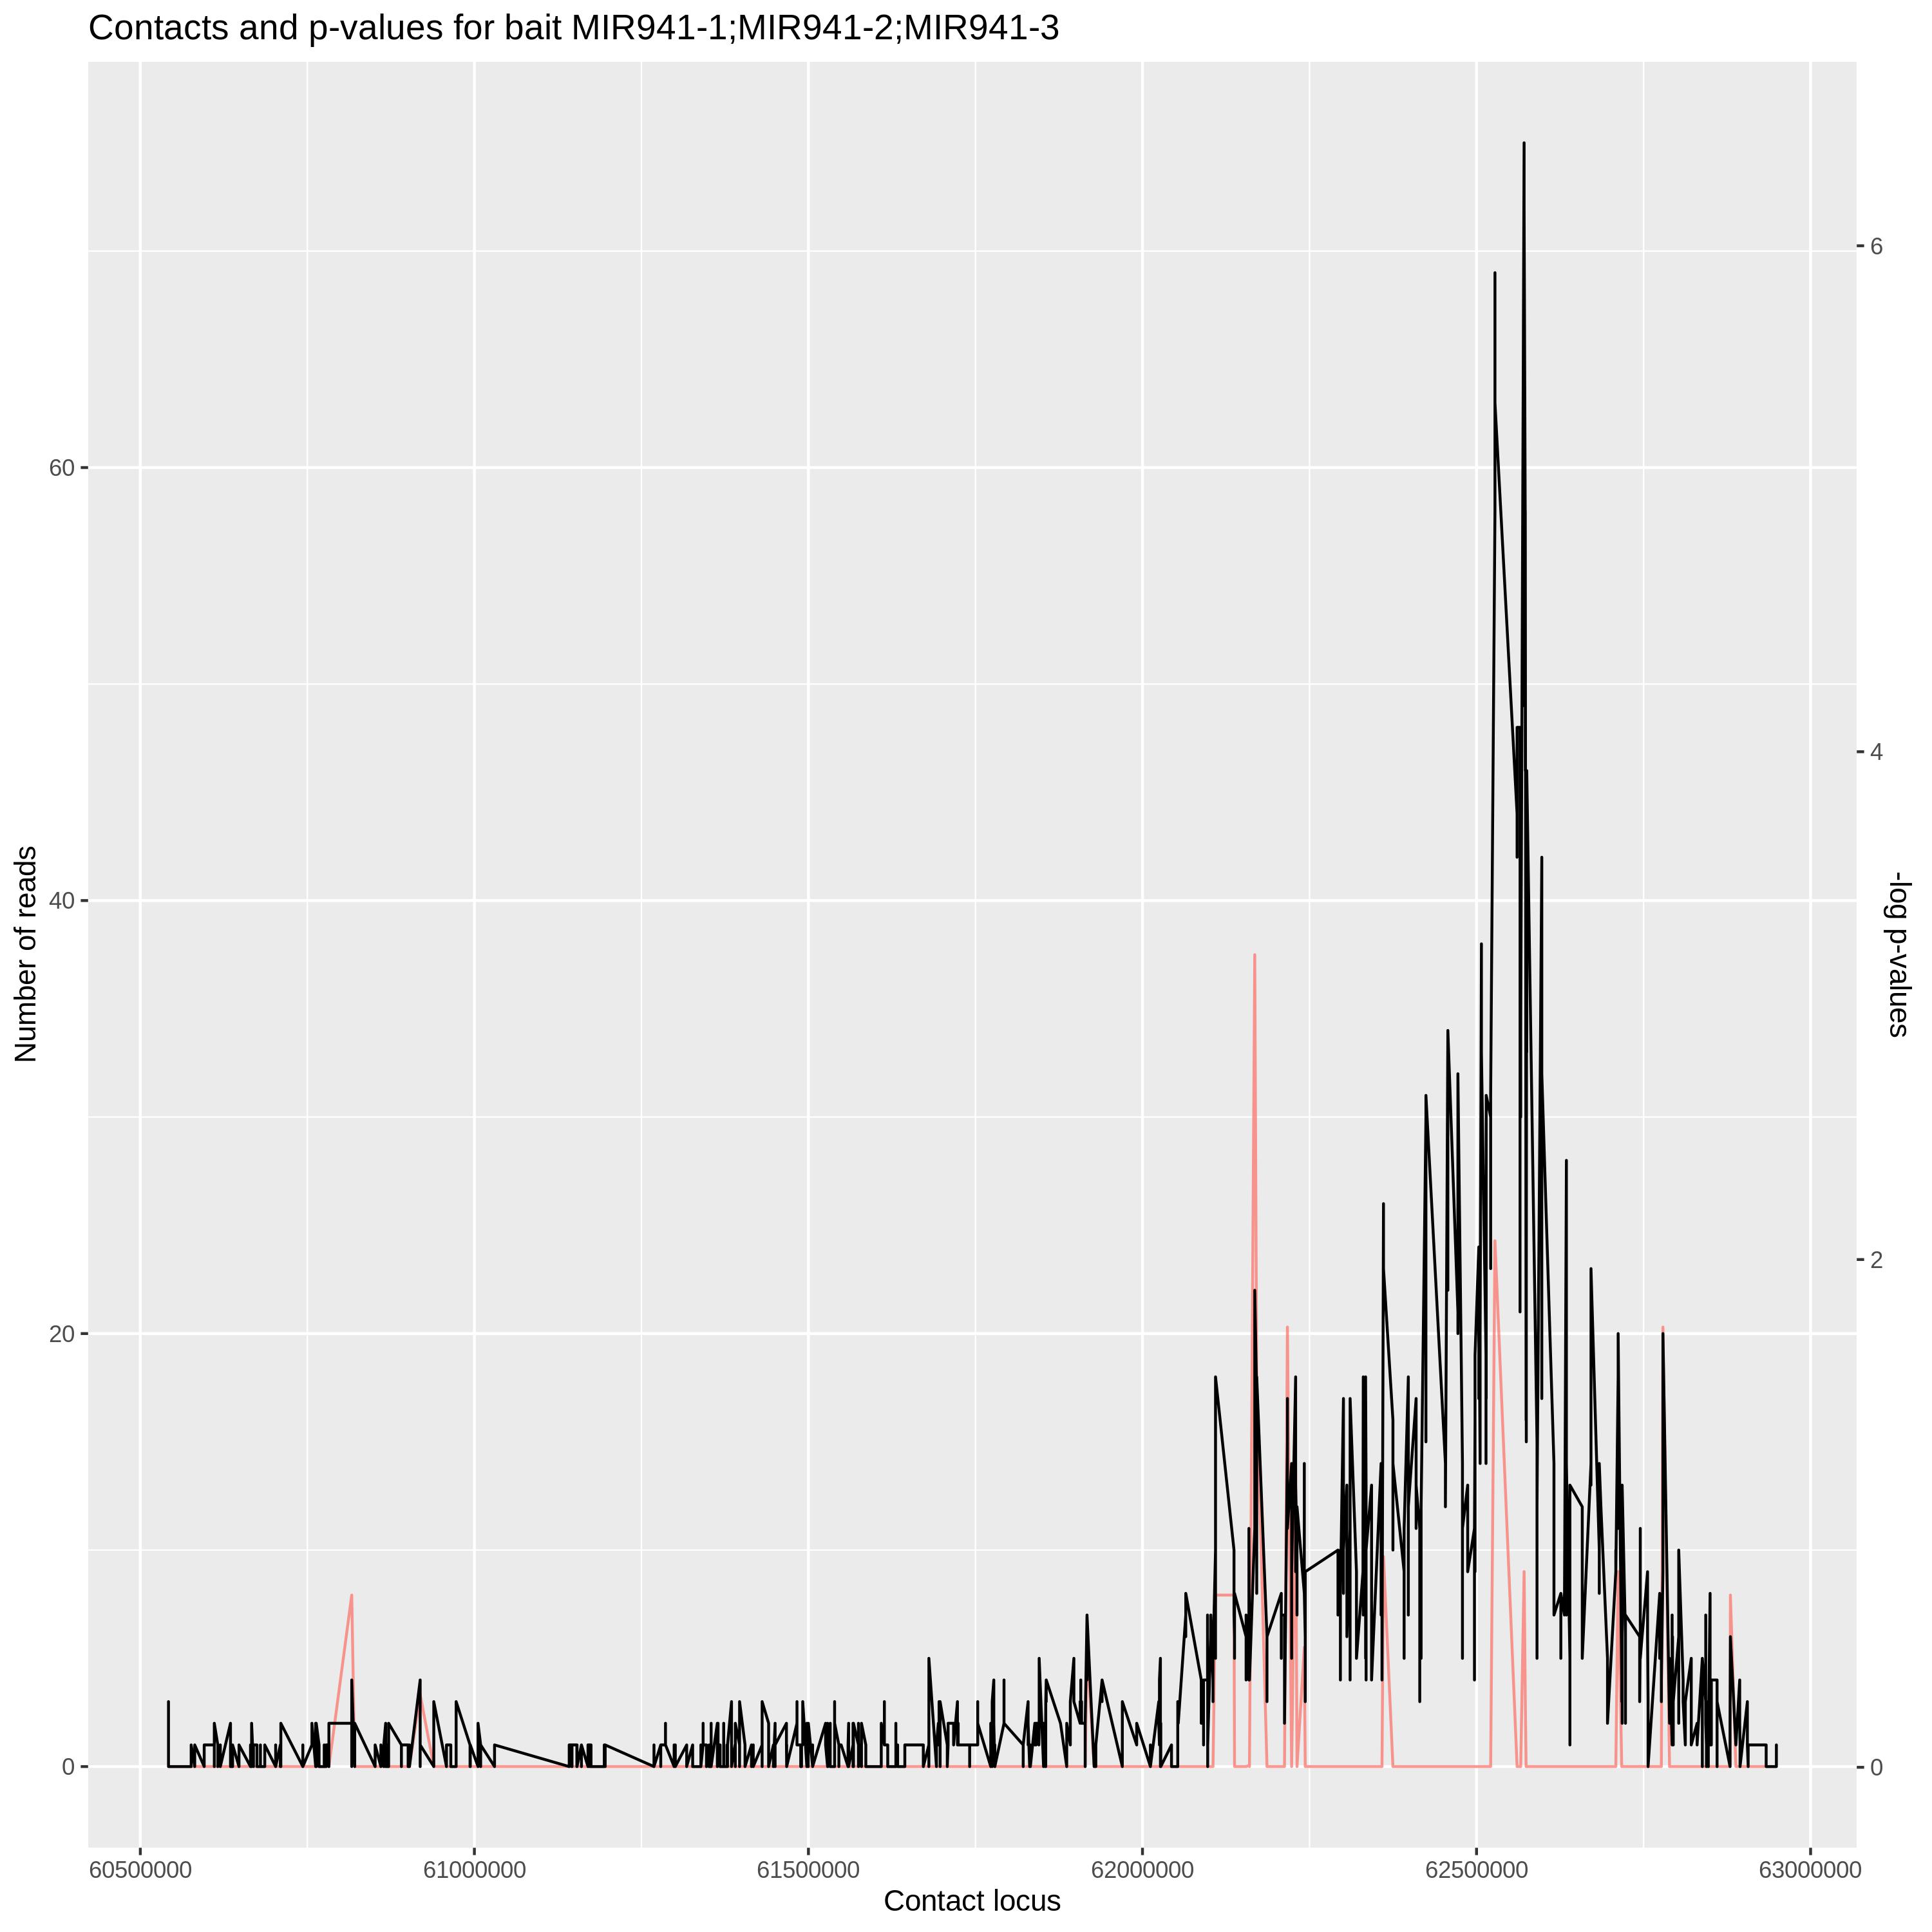 Contacts and p-values for bait MIR941-1;MIR941-2;MIR941-3
60
40
20
0
6
4
2
0
Number of reads
-log p-values
60500000 61000000 61500000 62000000 62500000 63000000
Contact locus